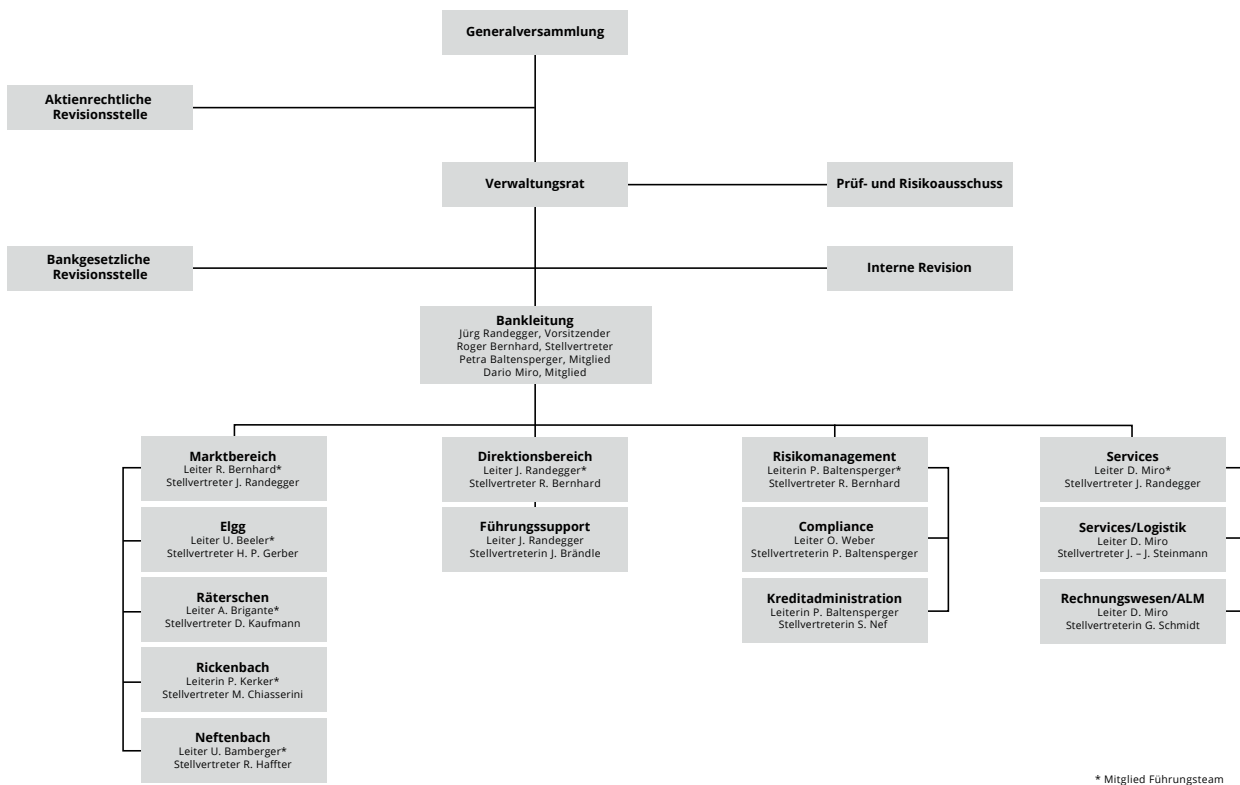 Generalversammlung
Aktienrechtliche
Revisionsstelle
Verwaltungsrat
Prüf- und Risikoausschuss
Bankgesetzliche
Revisionsstelle
Interne Revision
Bankleitung
Jürg Randegger, Vorsitzender
Roger Bernhard, Stellvertreter
Petra Baltensperger, Mitglied
Dario Miro, Mitglied
Marktbereich
Leiter R. Bernhard*
Stellvertreter J. Randegger
Elgg
Leiter U. Beeler*
Stellvertreter H. P. Gerber
Räterschen
Leiter A. Brigante*
Stellvertreter D. Kaufmann
Rickenbach
Leiterin P. Kerker*
Stellvertreter M. Chiasserini
Neftenbach
Leiter U. Bamberger*
Stellvertreter R. Haffter
Direktionsbereich
Leiter J. Randegger*
Stellvertreter R. Bernhard
Führungssupport
Leiter J. Randegger
Stellvertreterin J. Brändle
Risikomanagement
Leiterin P. Baltensperger*
Stellvertreter R. Bernhard
Compliance
Leiter O. Weber
Stellvertreterin P. Baltensperger
Kreditadministration
Leiterin P. Baltensperger
Stellvertreterin S. Nef
Services
Leiter D. Miro*
Stellvertreter J. Randegger
Services/Logistik
Leiter D. Miro
Stellvertreter J. – J. Steinmann
Rechnungswesen/ALM
Leiter D. Miro
Stellvertreterin G. Schmidt
* Mitglied Führungsteam